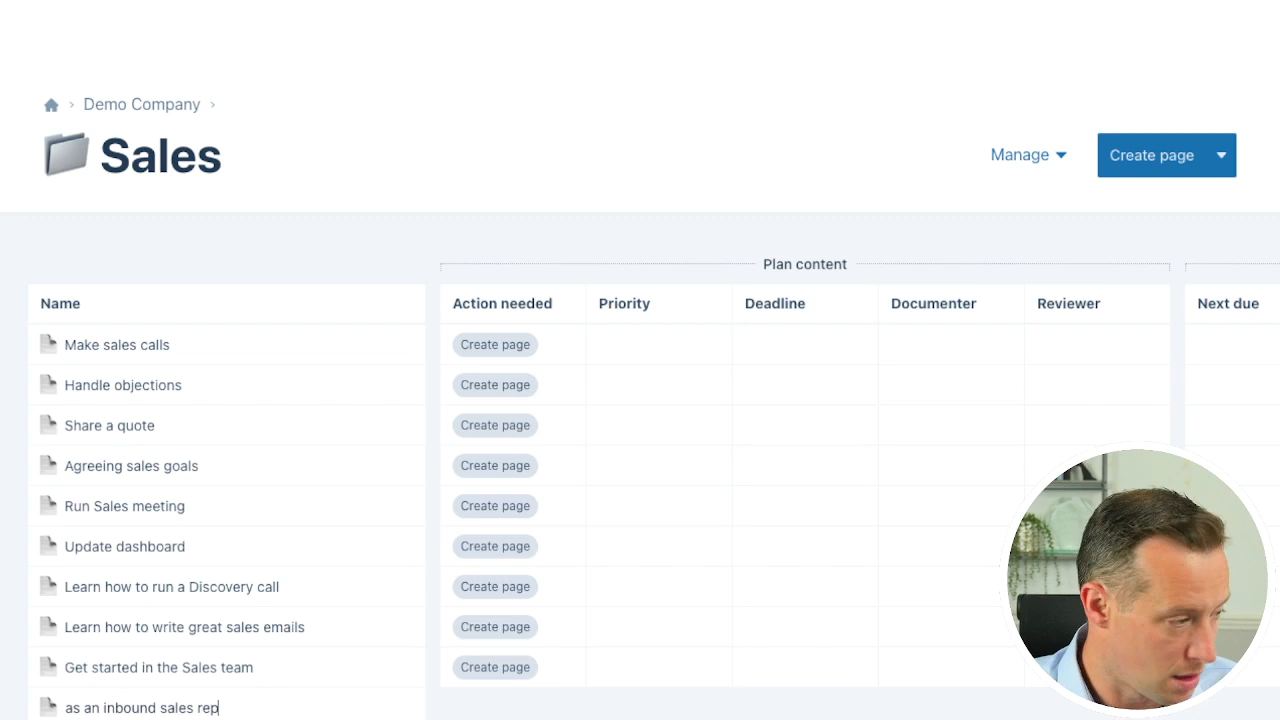 Demo Company
Sales
Manage
Create page
Plan content
Name Action needed Priority Deadline Documenter Reviewer Next due
Make sales calls Create page
Handle objections Create page
Share a quote Create page
Agreeing sales goals Create page
Run Sales meeting Create page
Update dashboard Create page
Learn how to run a Discovery call Create page
Learn how to write great sales emails Create page
Get started in the Sales team Create page
as an inbound sales rep